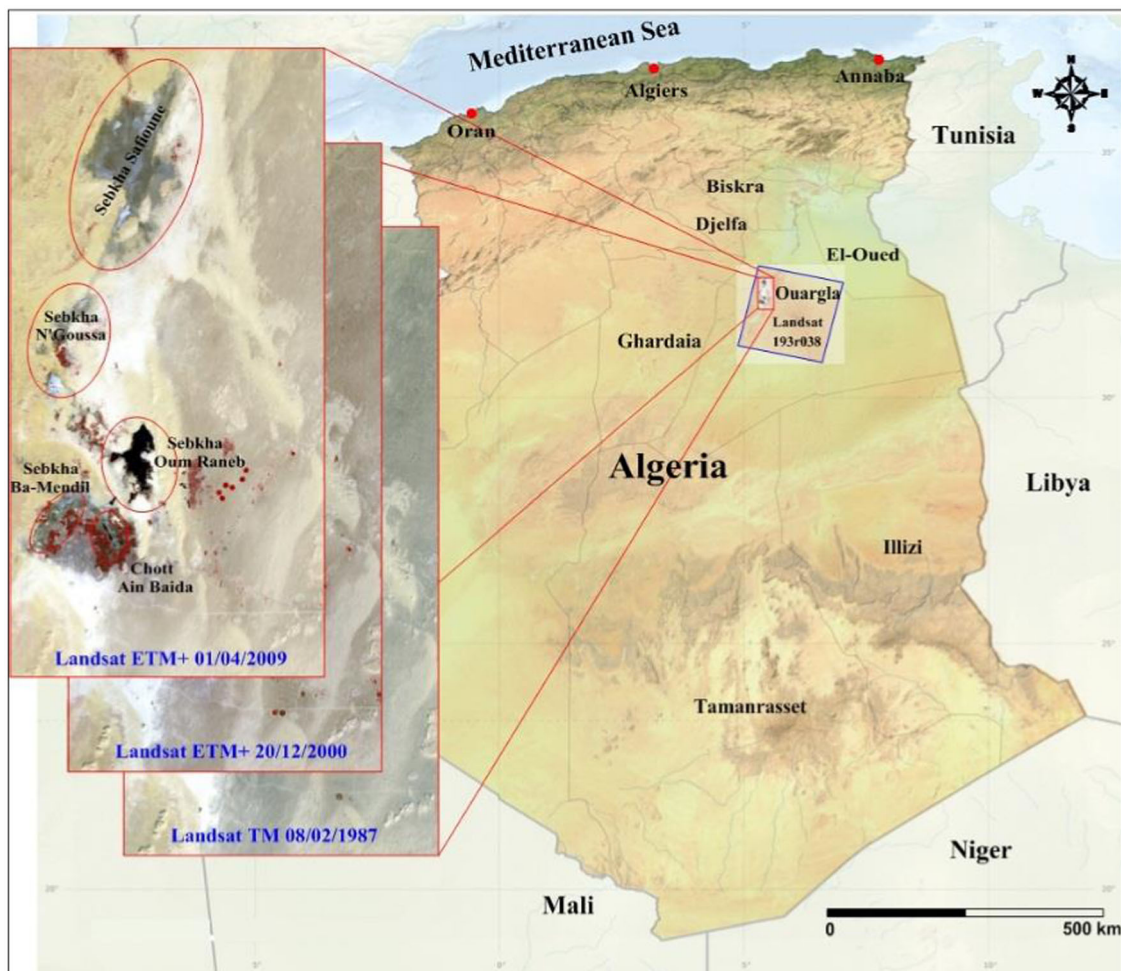 Mediterranean Sea
N
W E
S
Annaba
Algiers
Oran
Tunisia
Sebkha Safioune
Biskra
Djelfa
El-Oued
Ouargla
Landsat
193r038
Ghardaia
Sebkha
N'Goussa
Sebkha
Oum Raneb
Sebkha
Ba-Mendil
Chott
Ain Baida
Algeria
Libya
Illizi
Landsat ETM+ 01/04/2009
Tamanrasset
Landsat ETM+ 20/12/2000
Landsat TM 08/02/1987
Niger
Mali
0 500 km